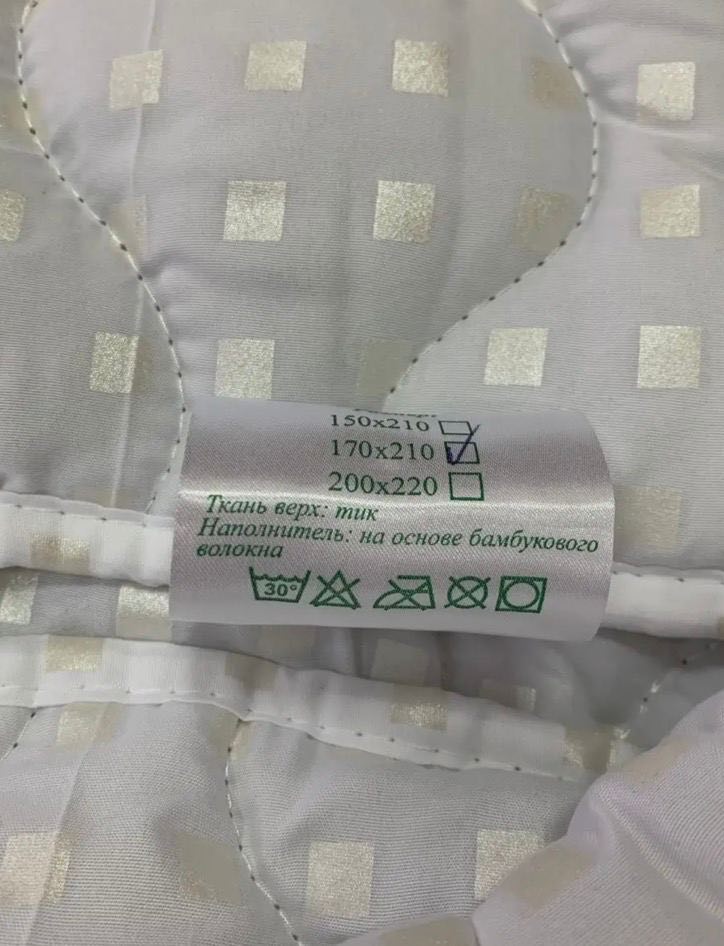 150x210
170x210
200x220
Ткань верх: тик
Наполнитель: на основе бамбукового
волокна
30°